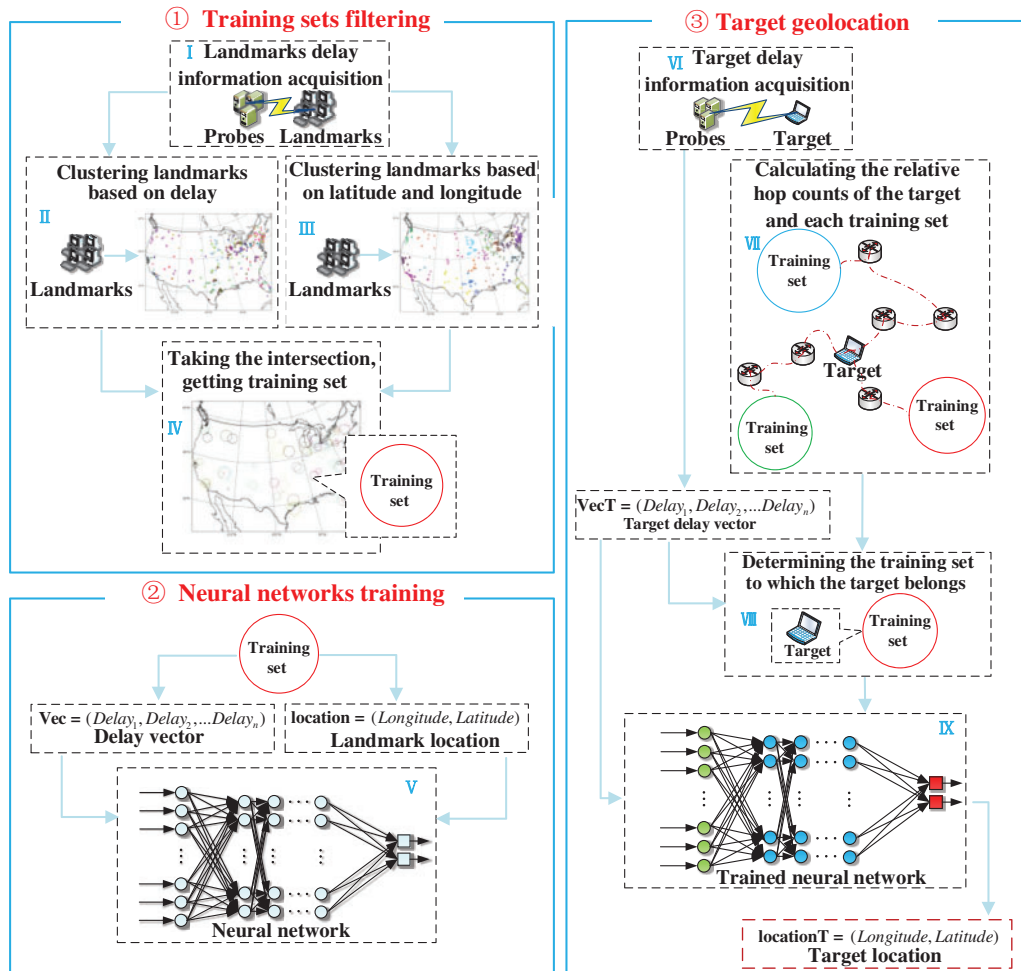 ① Training sets filtering
Ⅰ Landmarks delay
information acquisition
Probes Landmarks
Clustering landmarks
based on delay
Ⅱ
Landmarks
Clustering landmarks based
on latitude and longitude
Ⅲ
Landmarks
Taking the intersection,
getting training set
Ⅳ
Training
set
② Neural networks training
Training
set
Vec = (Delay₁, Delay₂,...Delayₙ)
Delay vector
location = (Longitude, Latitude)
Landmark location
Ⅴ
Neural network
③ Target geolocation
Ⅵ Target delay
information acquisition
Probes Target
Calculating the relative
hop counts of the target
and each training set
Ⅶ
Training
set
Target
Training
set
Training
set
VecT = (Delay₁, Delay₂,...Delayₙ)
Target delay vector
Determining the training set
to which the target belongs
Ⅷ
Target
Training
set
Ⅸ
Trained neural network
locationT = (Longitude, Latitude)
Target location